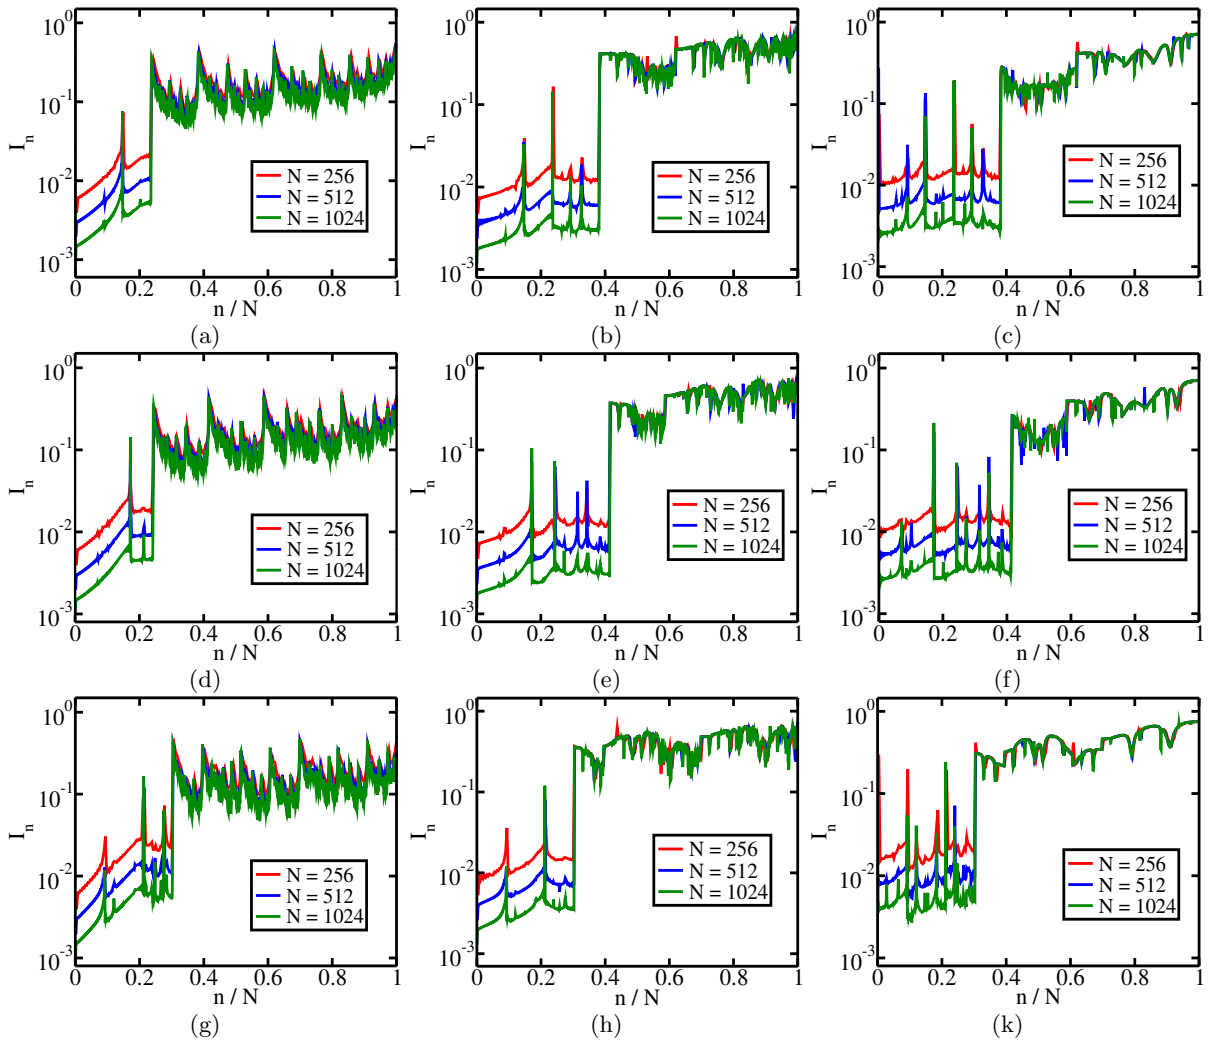 10^0
10^-1
10^-2
10^-3
I_n
N = 256
N = 512
N = 1024
0 0.2 0.4 0.6 0.8 1
n / N
(a)
10^0
10^-1
10^-2
10^-3
I_n
N = 256
N = 512
N = 1024
0 0.2 0.4 0.6 0.8 1
n / N
(b)
10^0
10^-1
10^-2
10^-3
I_n
N = 256
N = 512
N = 1024
0 0.2 0.4 0.6 0.8 1
n / N
(c)
10^0
10^-1
10^-2
10^-3
I_n
N = 256
N = 512
N = 1024
0 0.2 0.4 0.6 0.8 1
n / N
(d)
10^0
10^-1
10^-2
10^-3
I_n
N = 256
N = 512
N = 1024
0 0.2 0.4 0.6 0.8 1
n / N
(e)
10^0
10^-1
10^-2
10^-3
I_n
N = 256
N = 512
N = 1024
0 0.2 0.4 0.6 0.8 1
n / N
(f)
10^0
10^-1
10^-2
10^-3
I_n
N = 256
N = 512
N = 1024
0 0.2 0.4 0.6 0.8 1
n / N
(g)
10^0
10^-1
10^-2
10^-3
I_n
N = 256
N = 512
N = 1024
0 0.2 0.4 0.6 0.8 1
n / N
(h)
10^0
10^-1
10^-2
10^-3
I_n
N = 256
N = 512
N = 1024
0 0.2 0.4 0.6 0.8 1
n / N
(k)